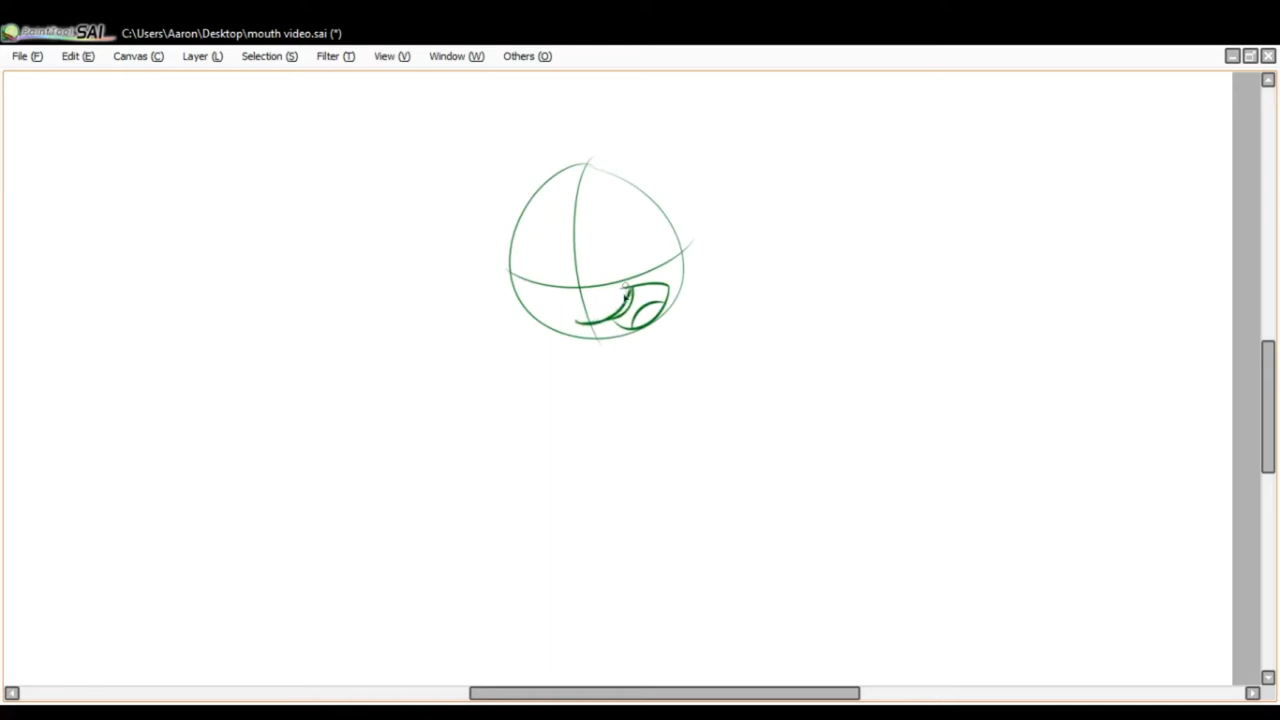 PaintTool SAI C:\Users\Aaron\Desktop\mouth video.sai (*)
File (F) Edit (E) Canvas (C) Layer (L) Selection (S) Filter (T) View (V) Window (W) Others (O)